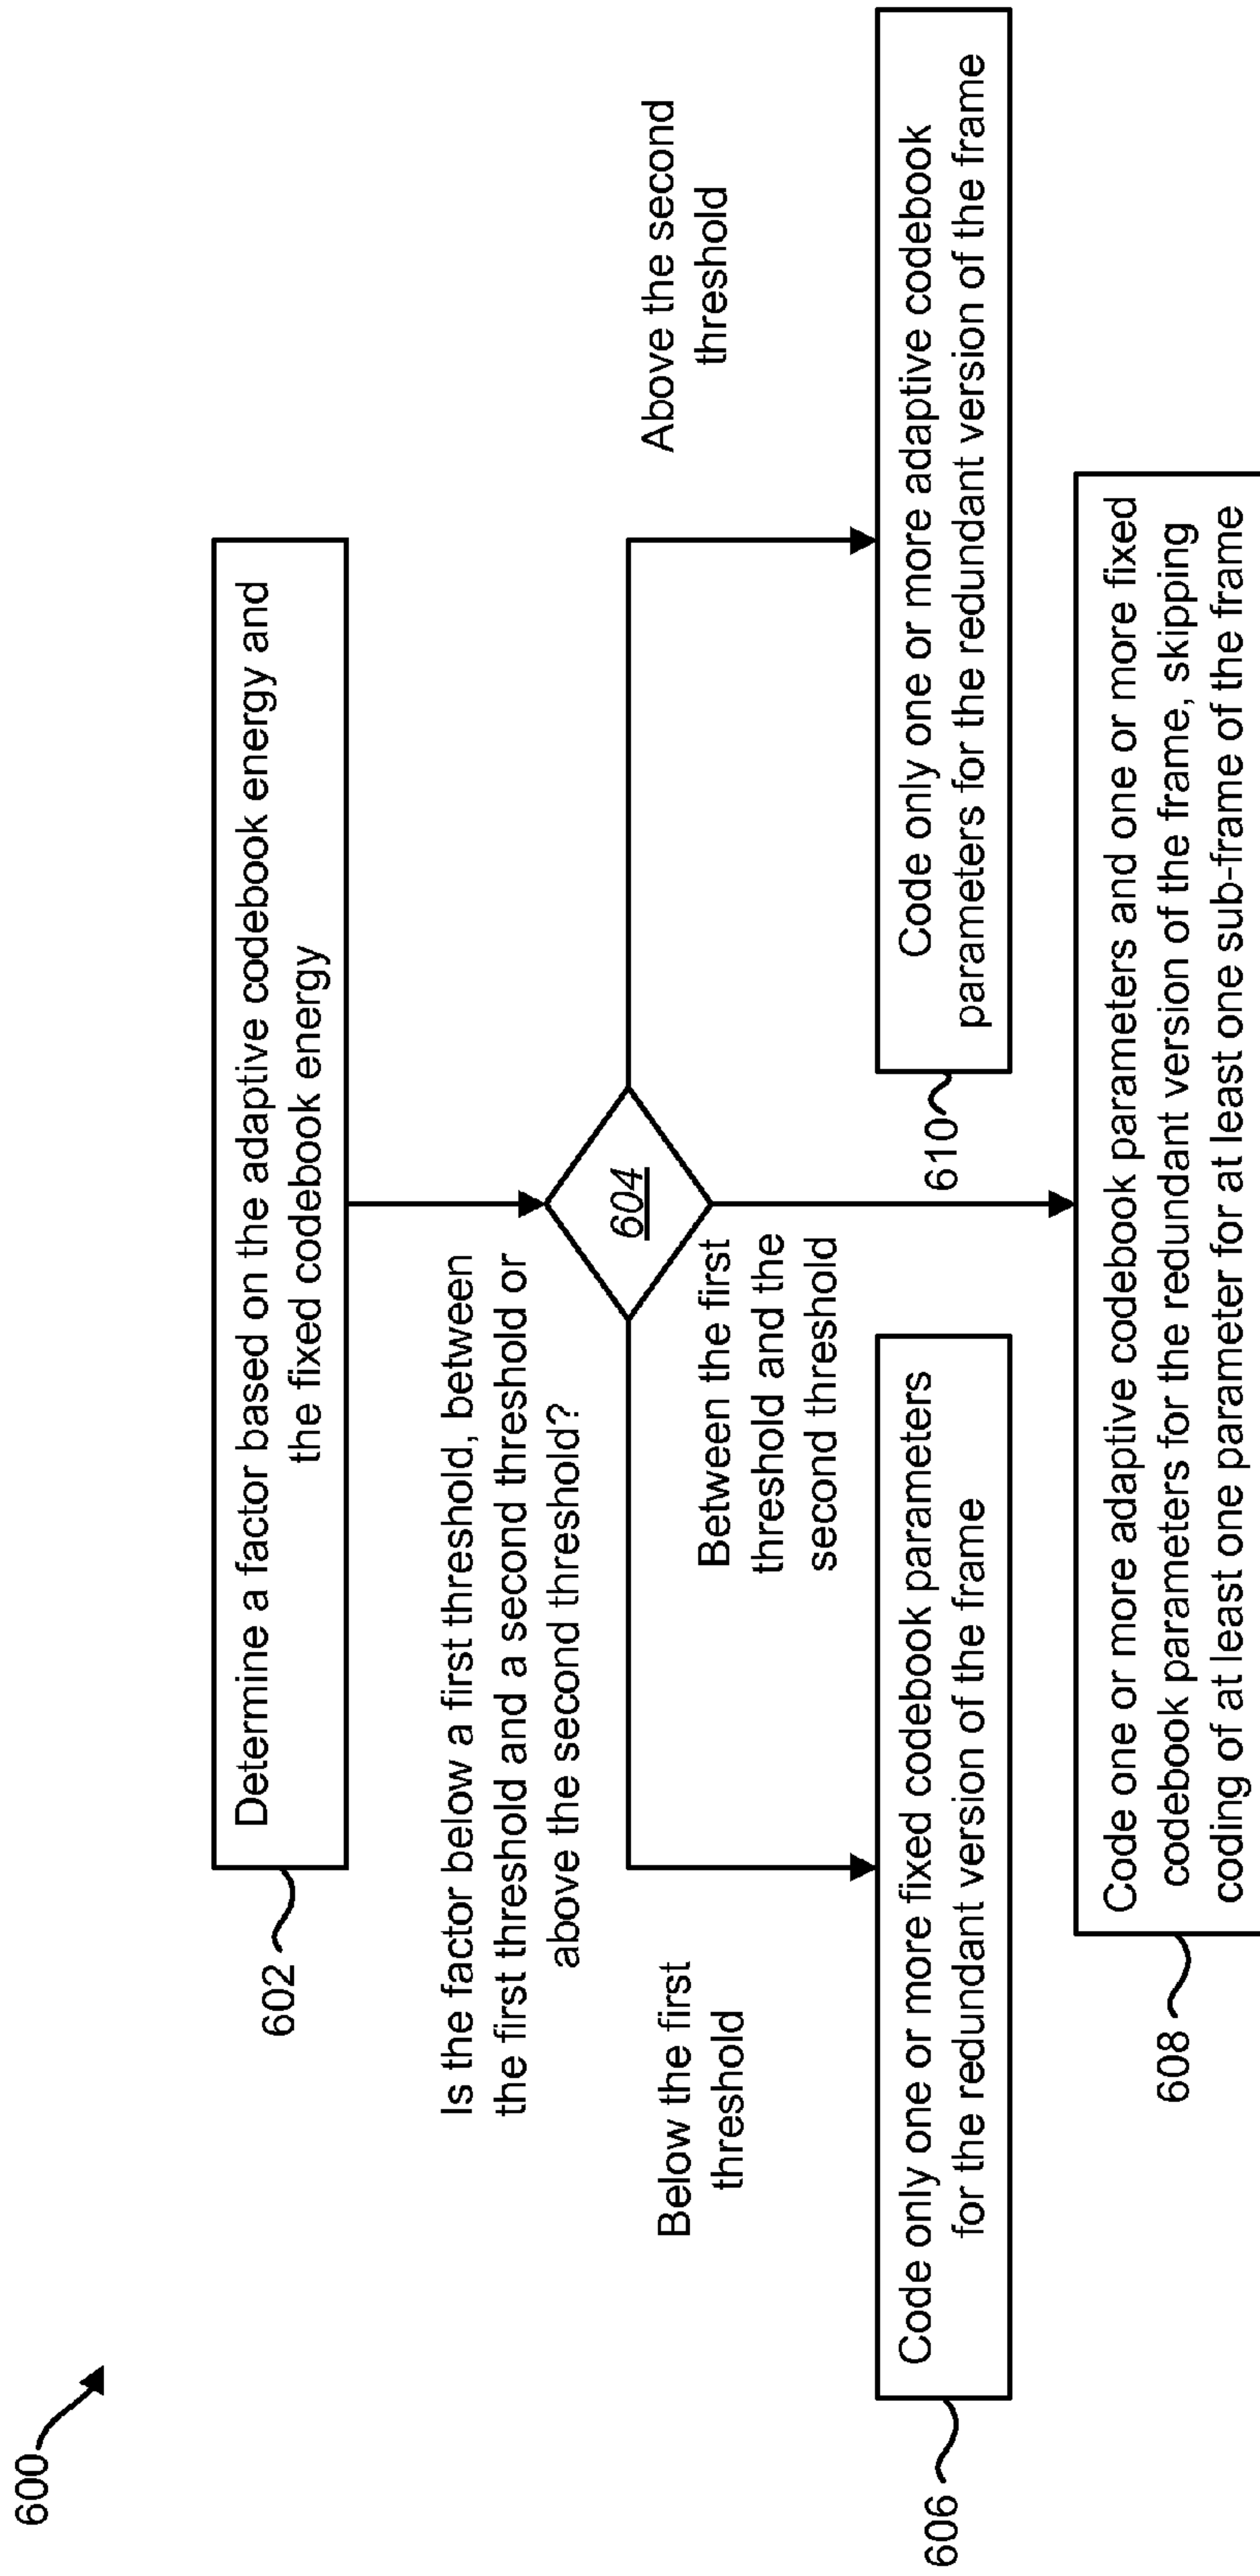 600
Determine a factor based on the adaptive codebook energy and
the fixed codebook energy
602
Is the factor below a first threshold, between
the first threshold and a second threshold or
above the second threshold?
604
Below the first
threshold
Between the first
threshold and the
second threshold
Above the second
threshold
Code only one or more fixed codebook parameters
for the redundant version of the frame
606
Code only one or more adaptive codebook
parameters for the redundant version of the frame
610
Code one or more adaptive codebook parameters and one or more fixed
codebook parameters for the redundant version of the frame, skipping
coding of at least one parameter for at least one sub-frame of the frame
608